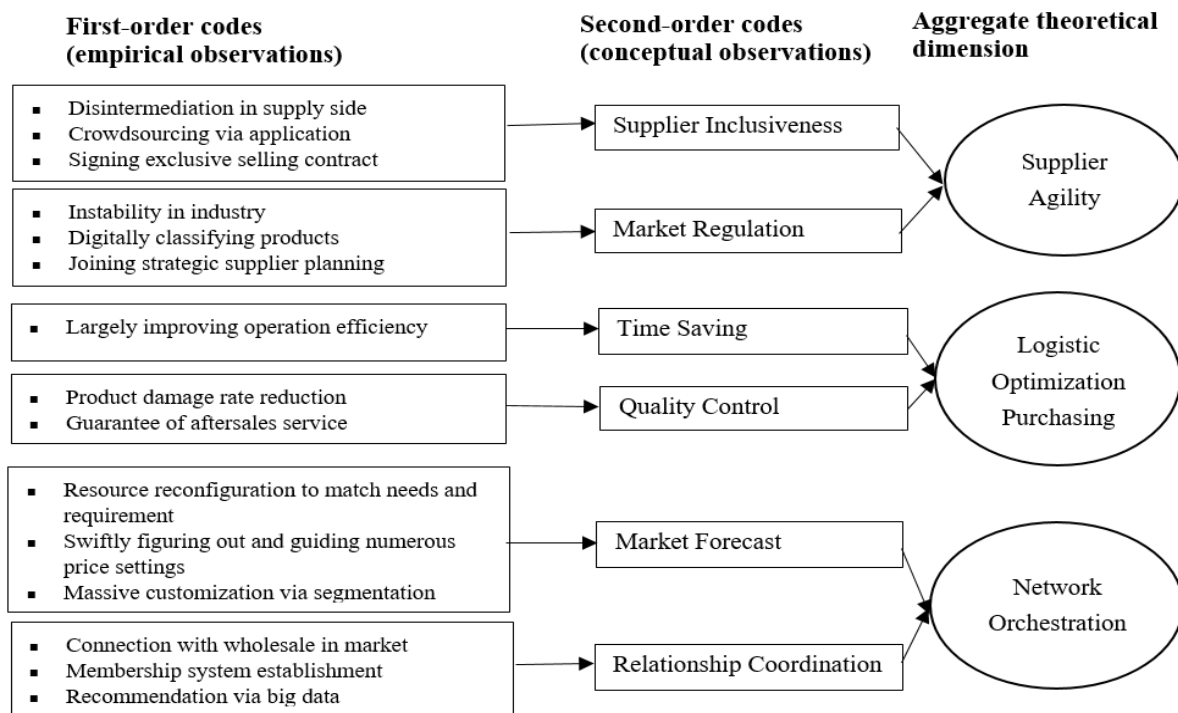 First-order codes
(empirical observations)
Second-order codes
(conceptual observations)
Aggregate theoretical
dimension
▪ Disintermediation in supply side
▪ Crowdsourcing via application
▪ Signing exclusive selling contract
Supplier Inclusiveness
▪ Instability in industry
▪ Digitally classifying products
▪ Joining strategic supplier planning
Market Regulation
Supplier
Agility
▪ Largely improving operation efficiency
Time Saving
▪ Product damage rate reduction
▪ Guarantee of aftersales service
Quality Control
Logistic
Optimization
Purchasing
▪ Resource reconfiguration to match needs and
requirement
▪ Swiftly figuring out and guiding numerous
price settings
▪ Massive customization via segmentation
Market Forecast
▪ Connection with wholesale in market
▪ Membership system establishment
▪ Recommendation via big data
Relationship Coordination
Network
Orchestration